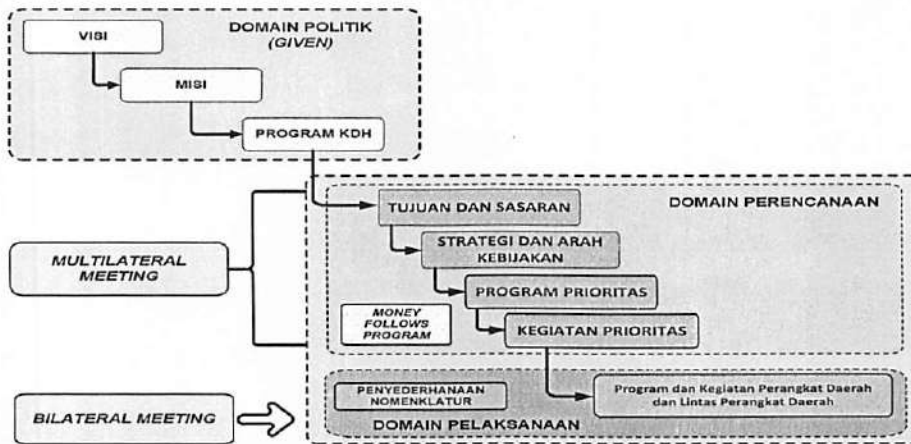 DOMAIN POLITIK
(GIVEN)
VISI
MISI
PROGRAM KDH
TUJUAN DAN SASARAN
DOMAIN PERENCANAAN
STRATEGI DAN ARAH
KEBIJAKAN
MULTILATERAL
MEETING
PROGRAM PRIORITAS
MONEY
FOLLOWS
PROGRAM
KEGIATAN PRIORITAS
PENYEDERHANAAN
NOMENKLATUR
Program dan Kegiatan Perangkat Daerah
dan Lintas Perangkat Daerah
BILATERAL MEETING
DOMAIN PELAKSANAAN